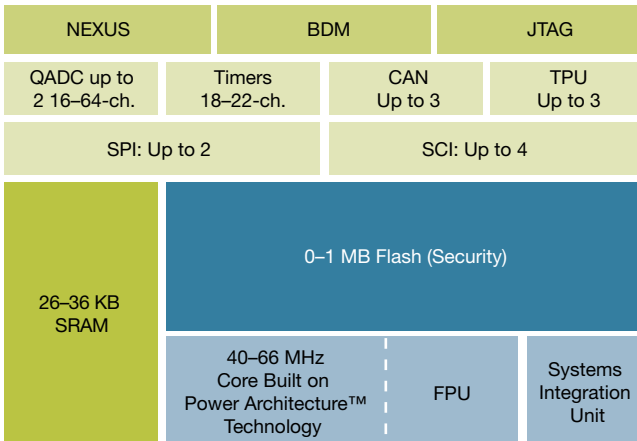 NEXUS
BDM
JTAG
QADC up to
2 16–64-ch.
Timers
18–22-ch.
CAN
Up to 3
TPU
Up to 3
SPI: Up to 2
SCI: Up to 4
0–1 MB Flash (Security)
26–36 KB
SRAM
40–66 MHz
Core Built on
Power Architecture™
Technology
FPU
Systems
Integration
Unit